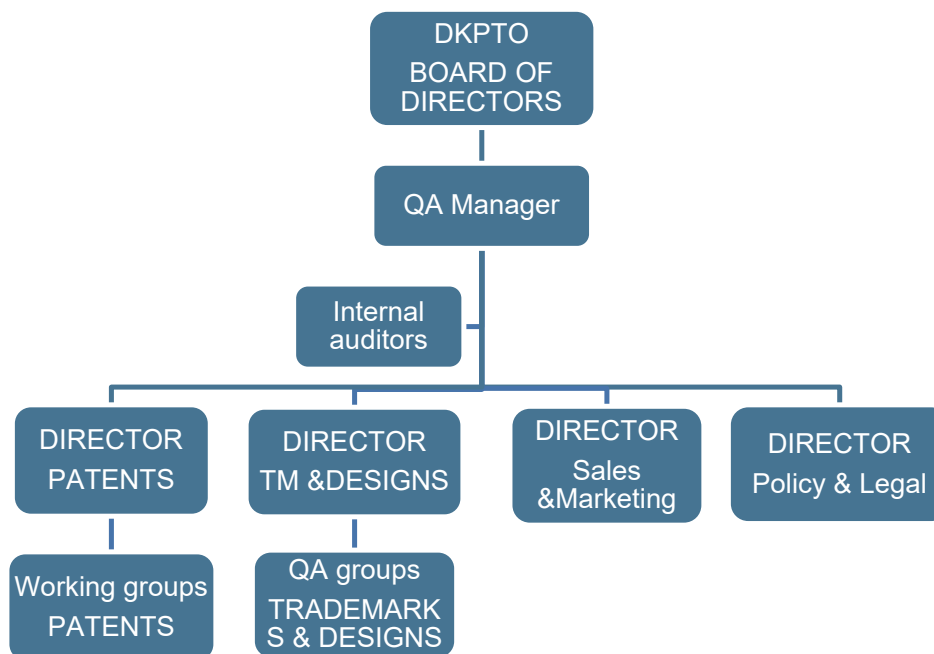 DKPTO
BOARD OF
DIRECTORS
QA Manager
Internal
auditors
DIRECTOR
PATENTS
DIRECTOR
TM &DESIGNS
DIRECTOR
Sales
&Marketing
DIRECTOR
Policy & Legal
Working groups
PATENTS
QA groups
TRADEMARK
S & DESIGNS